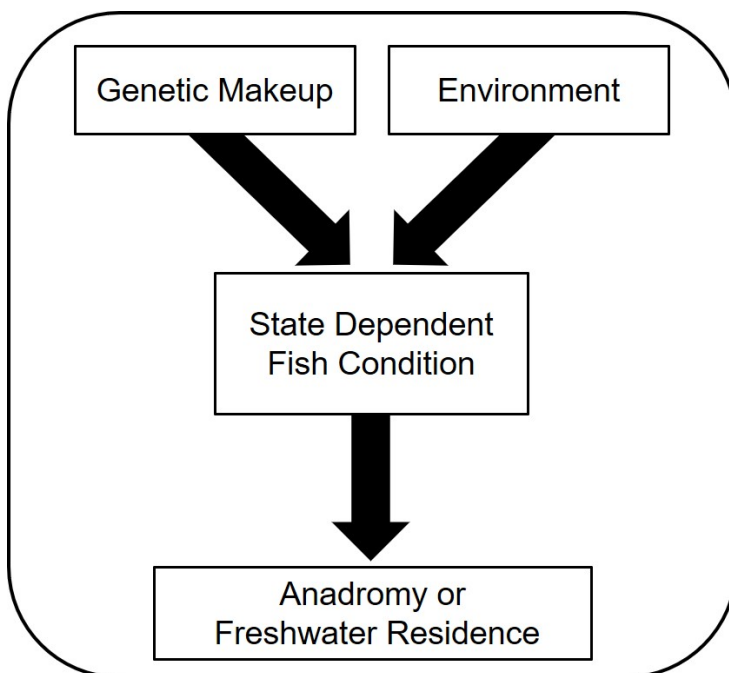 Genetic Makeup
Environment
State Dependent
Fish Condition
Anadromy or
Freshwater Residence